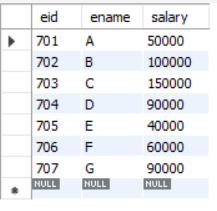 eid ename salary
701 A 50000
702 B 100000
703 C 150000
704 D 90000
705 E 40000
706 F 60000
707 G 90000
NULL NULL NULL